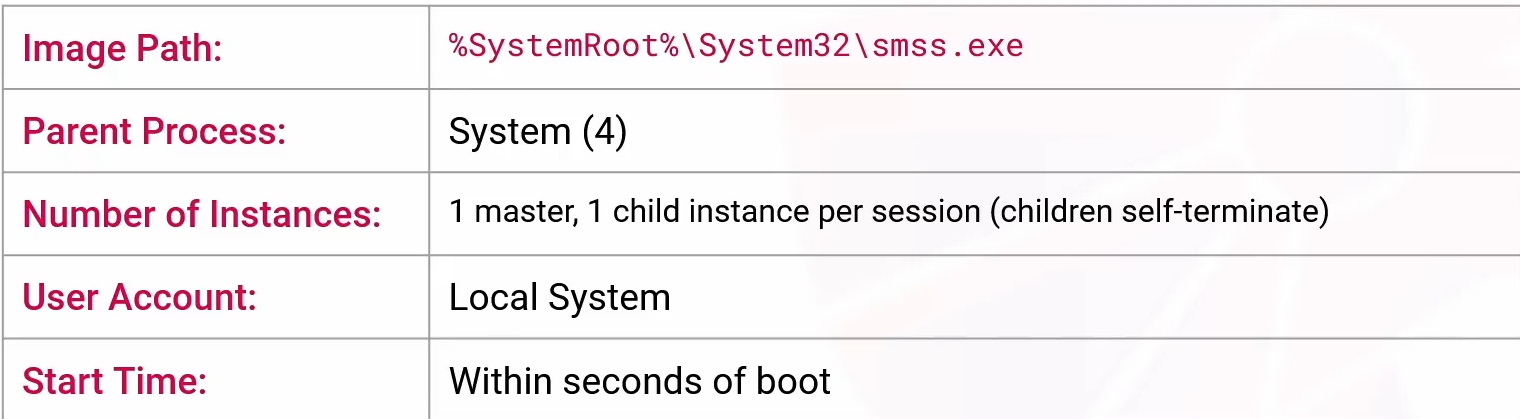 Image Path: %SystemRoot%\System32\smss.exe
Parent Process: System (4)
Number of Instances: 1 master, 1 child instance per session (children self-terminate)
User Account: Local System
Start Time: Within seconds of boot